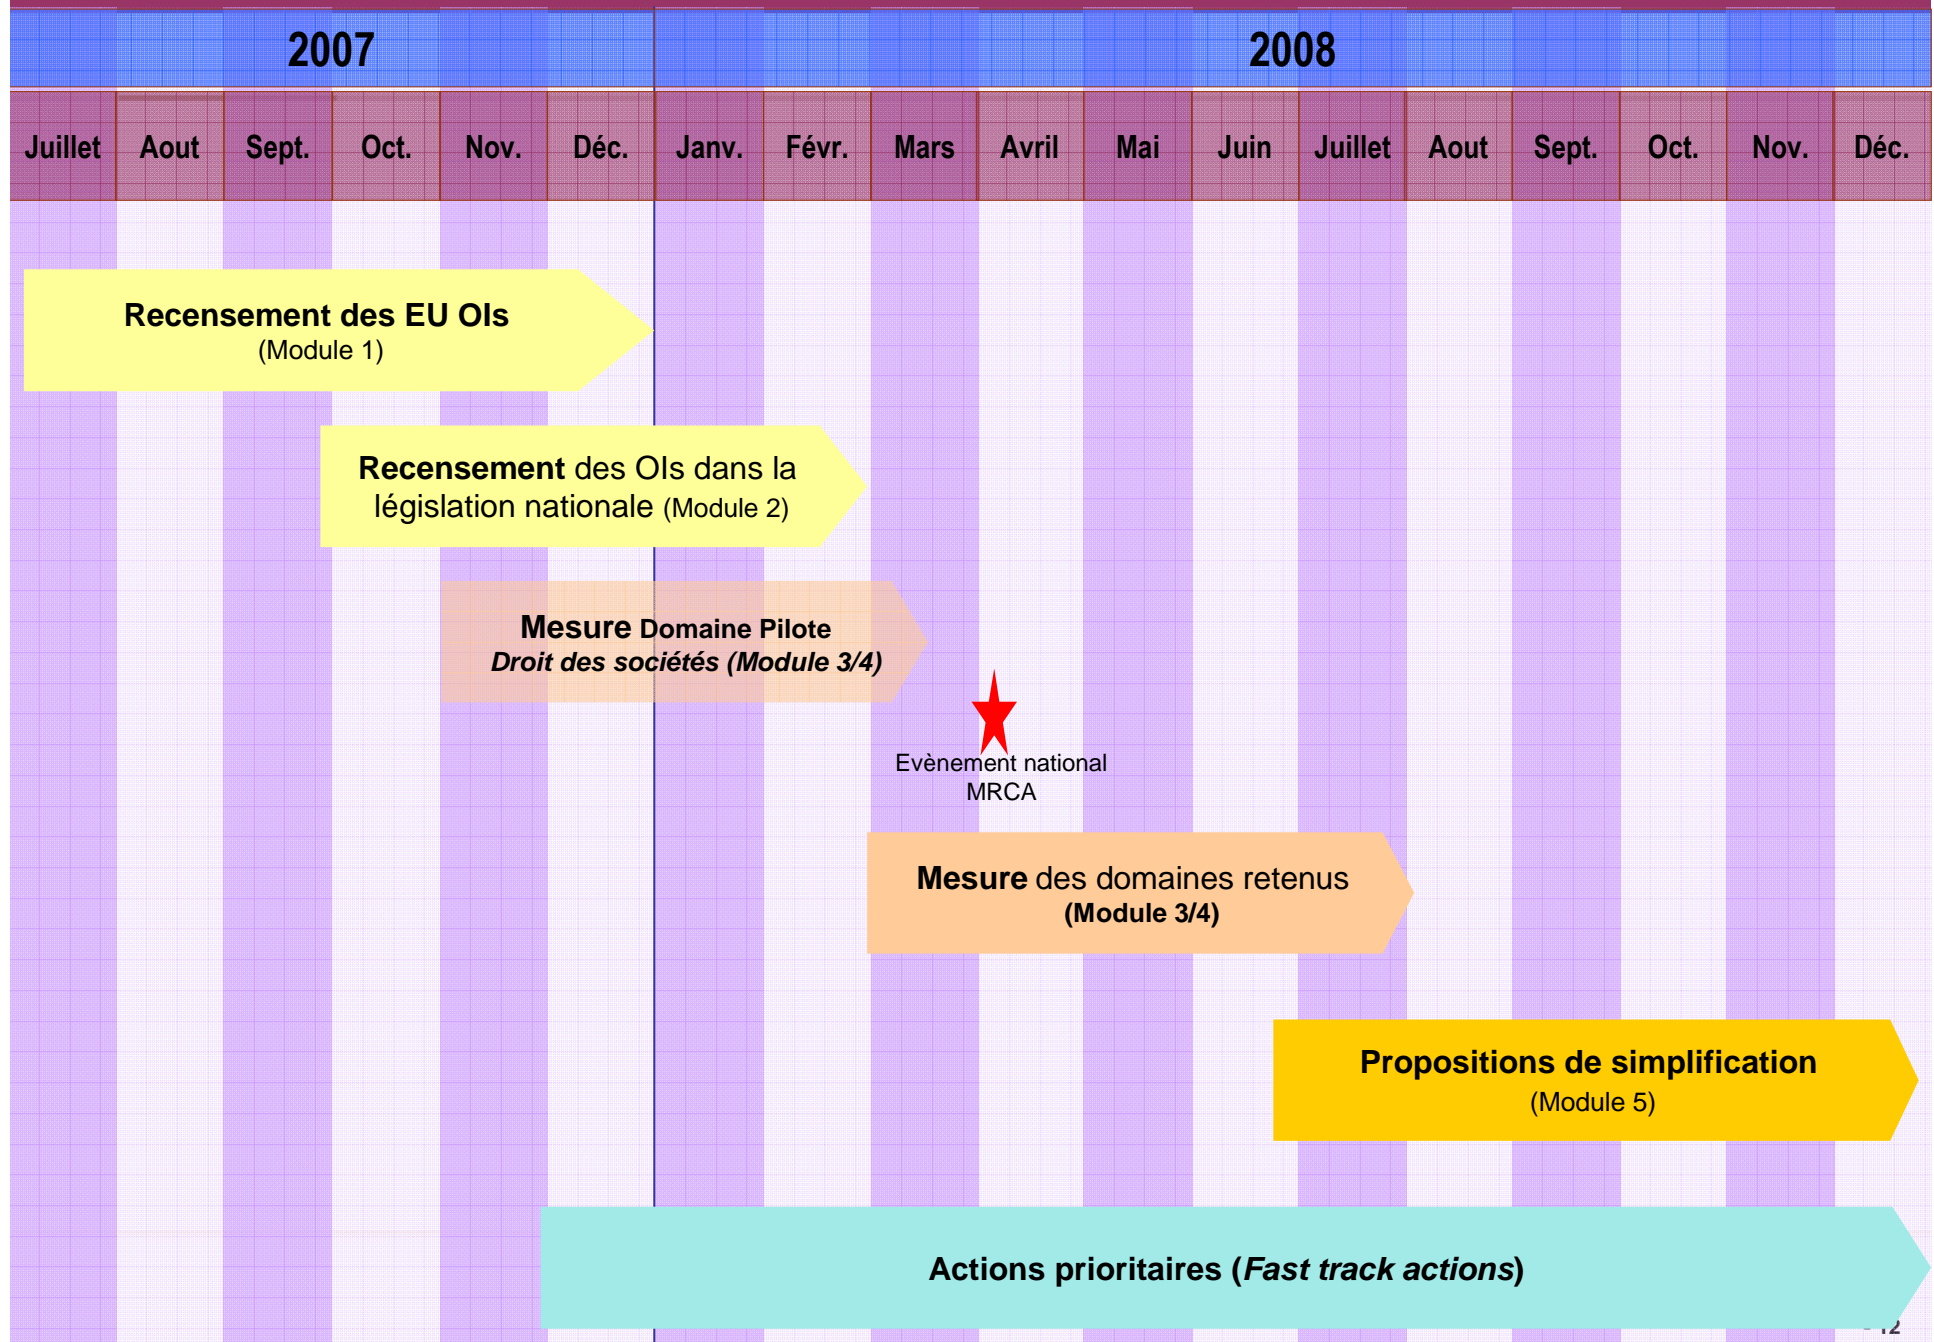 2007 2008
Juillet Aout Sept. Oct. Nov. Déc. Janv. Févr. Mars Avril Mai Juin Juillet Aout Sept. Oct. Nov. Déc.
Recensement des EU OIs
(Module 1)
Recensement des OIs dans la
législation nationale (Module 2)
Mesure Domaine Pilote
Droit des sociétés (Module 3/4)
Evènement national
MRCA
Mesure des domaines retenus
(Module 3/4)
Propositions de simplification
(Module 5)
Actions prioritaires (Fast track actions)
12